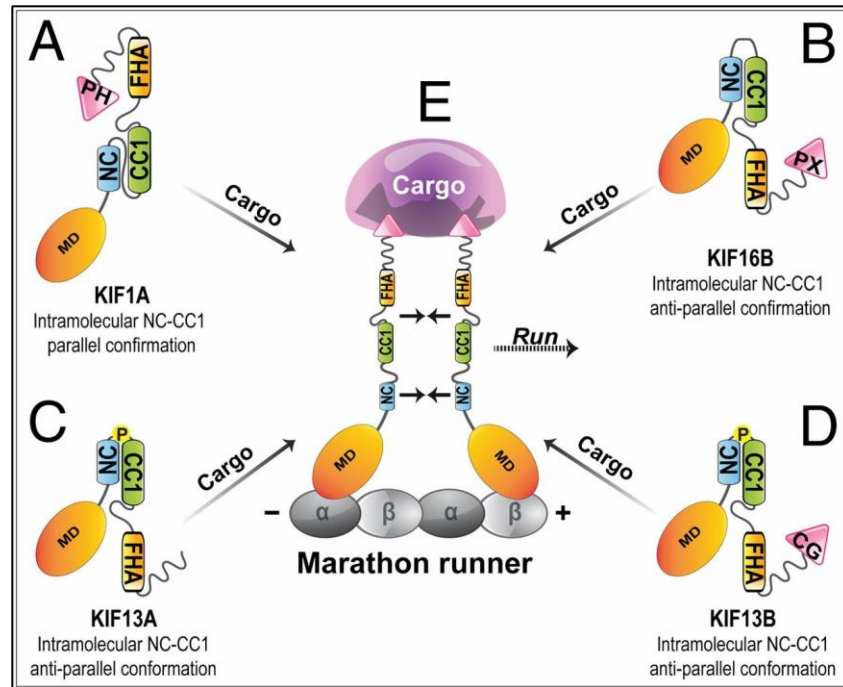 A
PH
FHA
NC
CC1
MD
Cargo
KIF1A
Intramolecular NC-CC1
parallel confirmation
B
NC
CC1
MD
FHA
PX
Cargo
KIF16B
Intramolecular NC-CC1
anti-parallel confirmation
E
Cargo
FHA
FHA
CC1
CC1
Run
NC
NC
MD
MD
− α β α β +
Marathon runner
C
P
NC
CC1
MD
FHA
Cargo
KIF13A
Intramolecular NC-CC1
anti-parallel conformation
D
P
NC
CC1
MD
FHA
CG
Cargo
KIF13B
Intramolecular NC-CC1
anti-parallel conformation